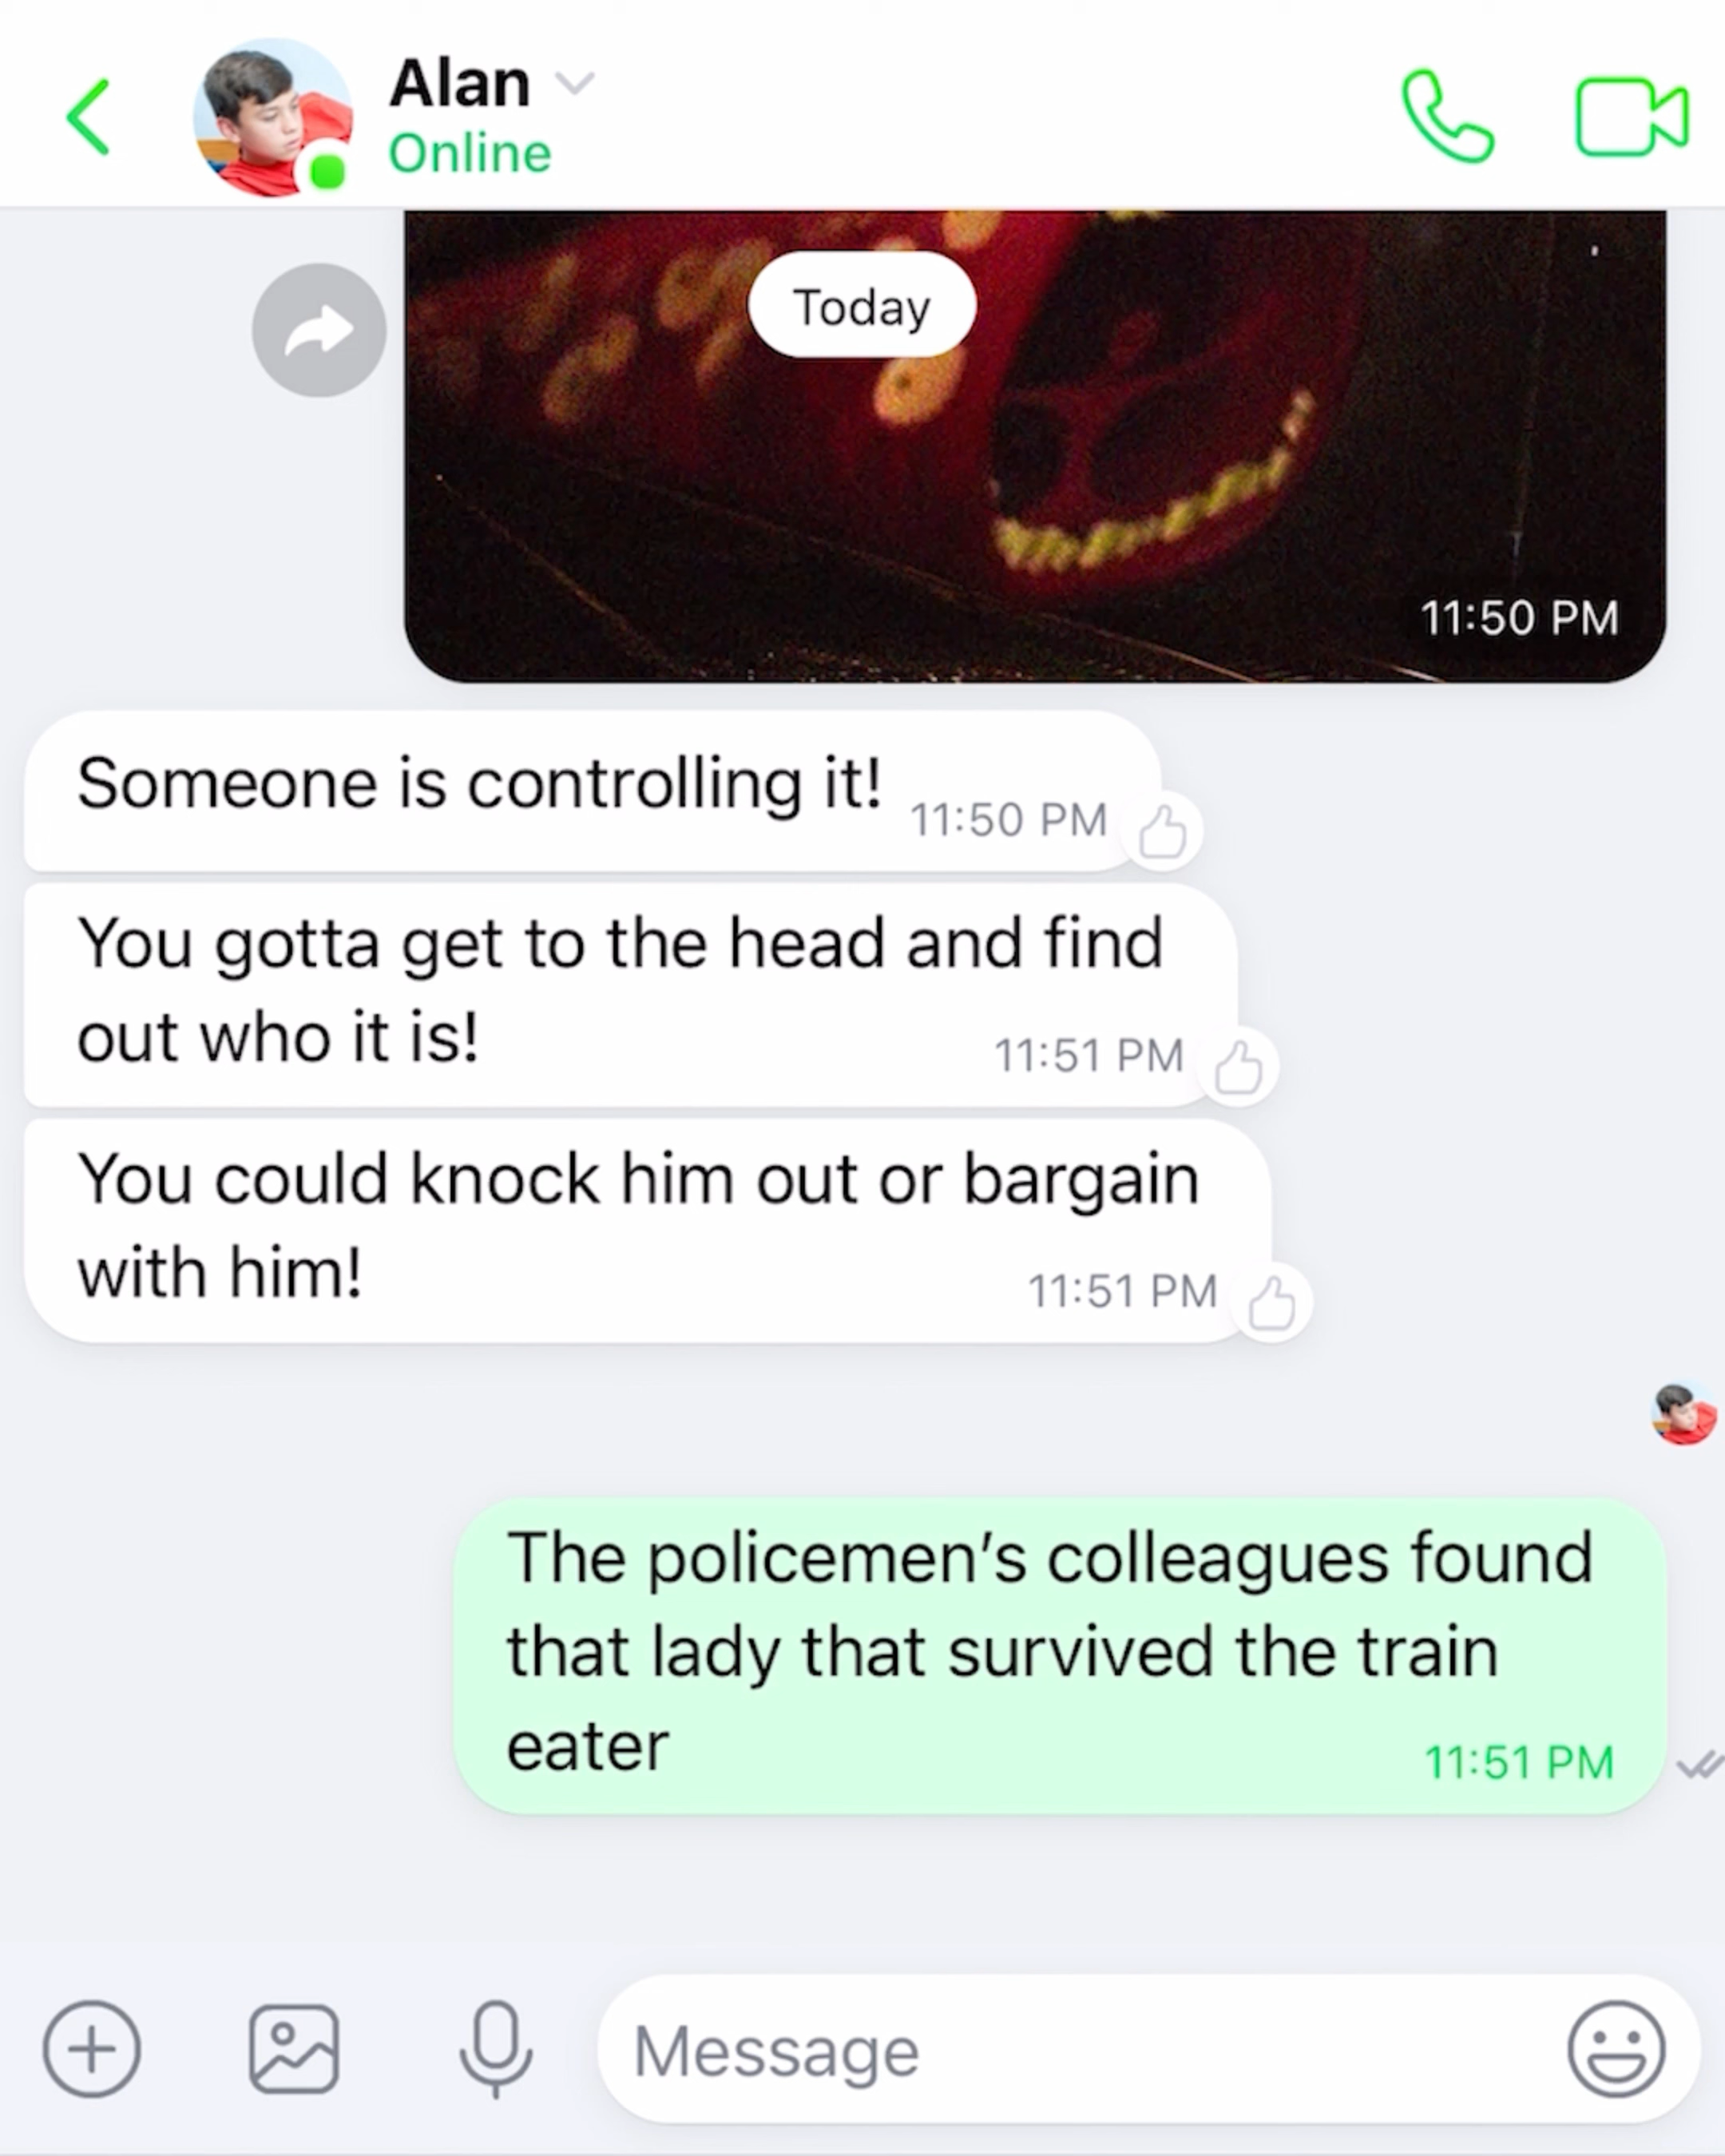 Alan
Online
Today
11:50 PM
Someone is controlling it!
11:50 PM
You gotta get to the head and find
out who it is!
11:51 PM
You could knock him out or bargain
with him!
11:51 PM
The policemen’s colleagues found
that lady that survived the train
eater
11:51 PM
Message